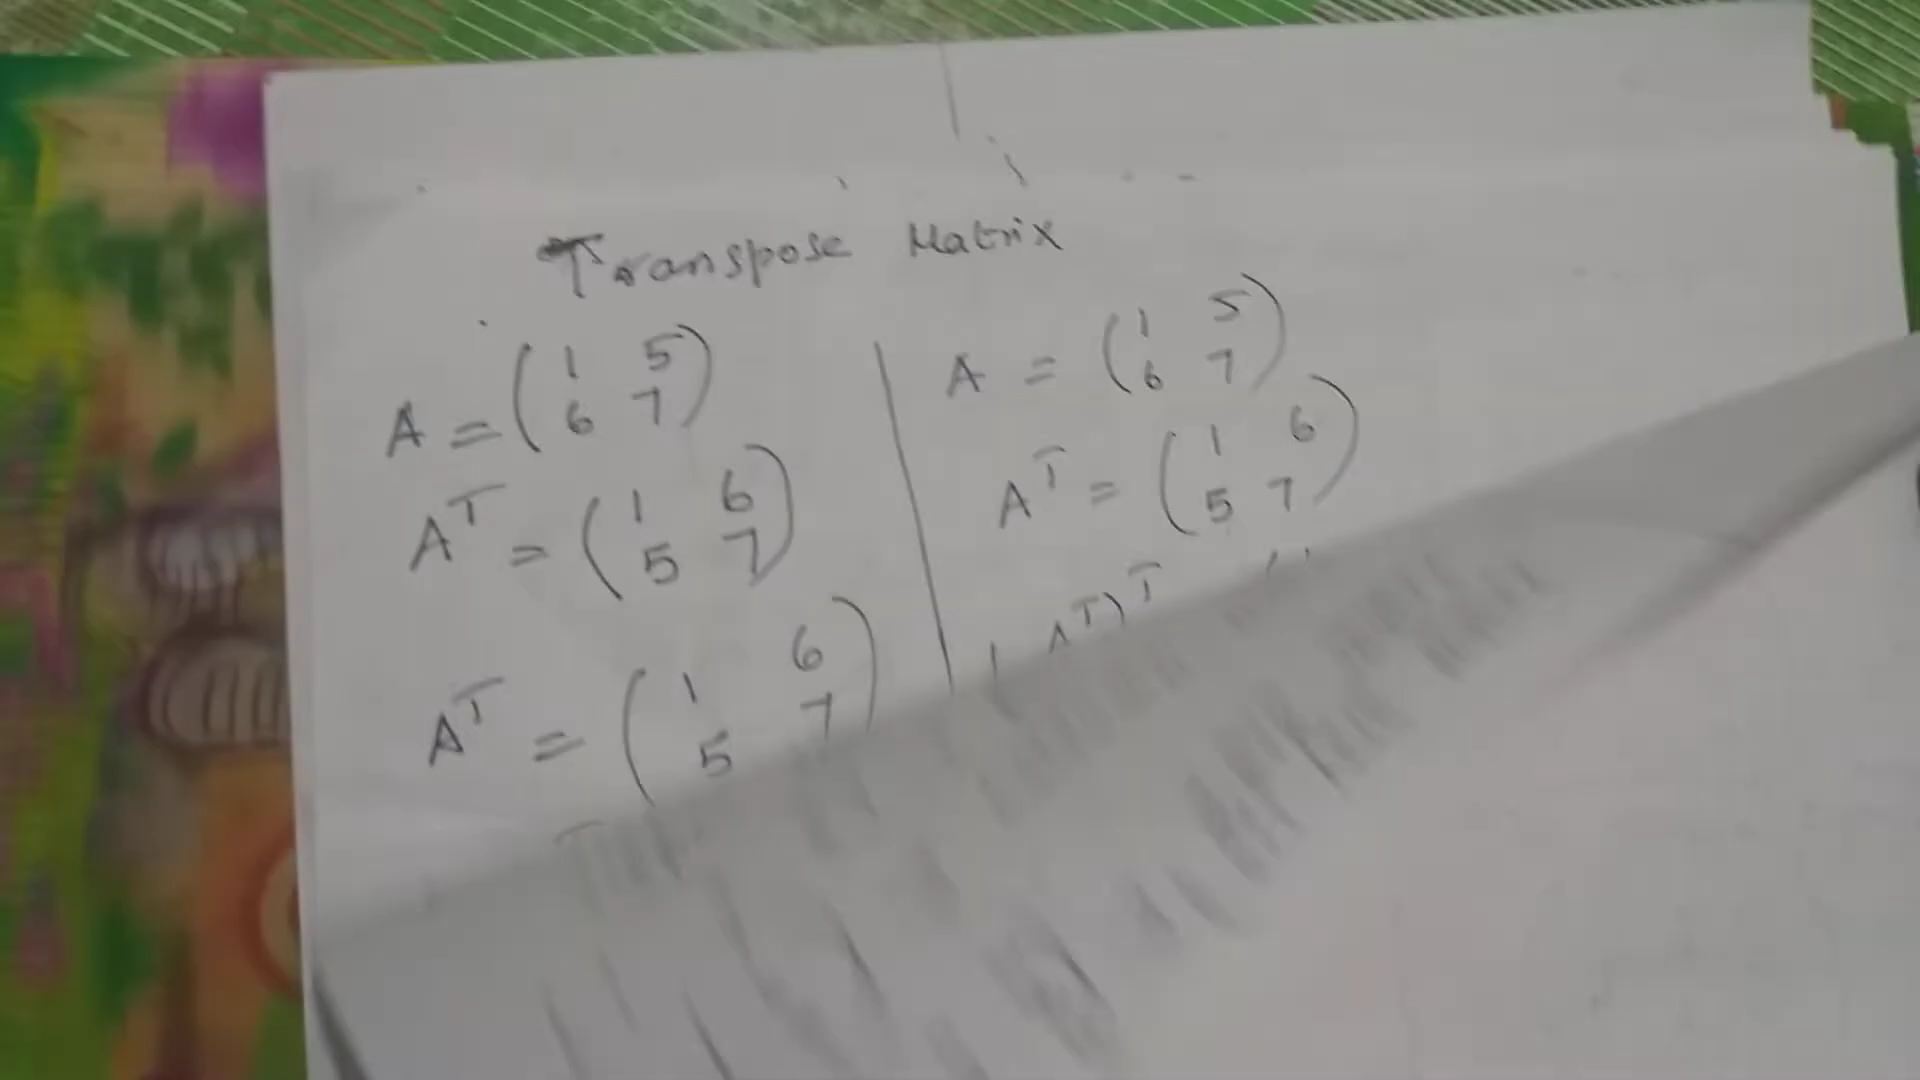 Transpose Matrix
A = ( 1 5
6 7 )
A^T = ( 1 6
5 7 )
A^T = ( 1 6
5 7 )
A = ( 1 5
6 7 )
A^T = ( 1 6
5 7 )
( A^T)^T